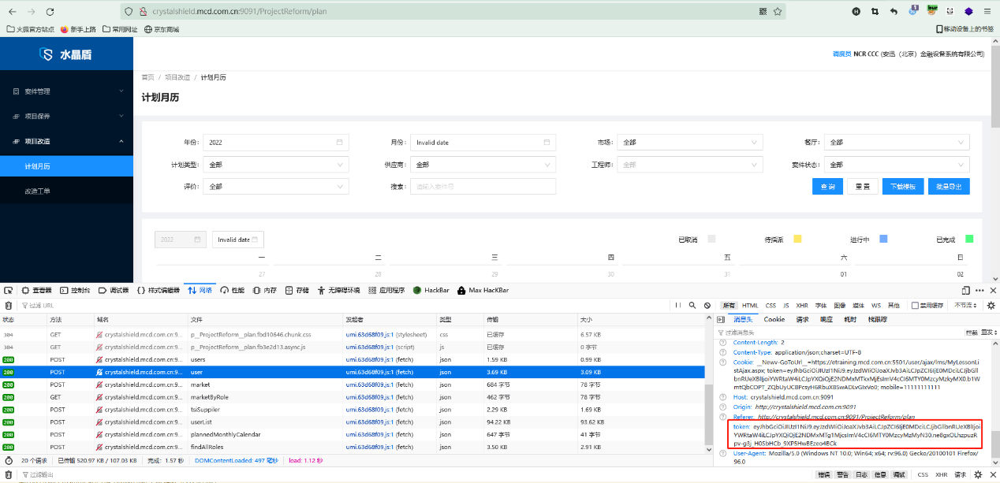 crystalshield.mcd.com.cn:9091/ProjectReform/plan
火狐官方站点 新手上路 常用网址 京东商城 移动设备上的书签
水晶盾
调度员 NCR CCC (安迅（北京）金融设备系统有限公司)
案件管理
项目保养
项目改造
计划月历
改造工单
首页 / 项目改造 / 计划月历
计划月历
年份: 2022 月份: Invalid date 市场: 全部 餐厅: 全部
计划类型: 全部 供应商: 全部 工程师: 全部 案件状态: 全部
评价: 全部 搜索: 请输入案件号 查 询 重 置 下载模板 批量导出
2022 Invalid date 已取消 待指派 进行中 已完成
一 二 三 四 五 六 日
27 28 29 30 31 01 02
查看器 控制台 调试器 样式编辑器 网络 性能 内存 存储 无障碍环境 应用程序 HackBar Max HacKBar
过滤 URL 所有 HTML CSS JS XHR 字体 图像 媒体 WS 其他 禁用缓存 不节流
状态 方法 域名 文件 发起者 类型 传输 大小
304 GET crystalshield.mcd.com.cn:9... p__ProjectReform__plan.fbd10646.chunk.css umi.63d68f09.js:1 (stylesheet) css 已缓存 6.57 KB
304 GET crystalshield.mcd.com.cn:9... p__ProjectReform__plan.fb3e2d13.async.js umi.63d68f09.js:1 (script) js 已缓存 0 字节
200 POST crystalshield.mcd.com.cn:9... users umi.63d68f09.js:1 (fetch) json 1.59 KB 0.99 KB
200 POST crystalshield.mcd.com.cn:9... user umi.63d68f09.js:1 (fetch) json 3.69 KB 3.09 KB
200 POST crystalshield.mcd.com.cn:9... market umi.63d68f09.js:1 (fetch) json 684 字节 78 字节
200 GET crystalshield.mcd.com.cn:9... marketByRole umi.63d68f09.js:1 (fetch) json 462 字节 78 字节
200 POST crystalshield.mcd.com.cn:9... tsiSuppiler umi.63d68f09.js:1 (fetch) json 2.29 KB 1.69 KB
200 POST crystalshield.mcd.com.cn:9... userList umi.63d68f09.js:1 (fetch) json 94.22 KB 93.62 KB
200 POST crystalshield.mcd.com.cn:9... plannedMonthlyCalendar umi.63d68f09.js:1 (fetch) json 647 字节 41 字节
200 POST crystalshield.mcd.com.cn:9... findAllRoles umi.63d68f09.js:1 (fetch) json 3.50 KB 2.91 KB
20 个请求 已传输 520.97 KB / 107.03 KB 完成: 1.57 秒 DOMContentLoaded: 497 毫秒 load: 1.12 秒
消息头 Cookie 请求 响应 耗时 栈跟踪
过滤消息头 拦截 重发
Content-Length: 2
Content-Type: application/json;charset=UTF-8
Cookie: __Newv-GoToUrl__=https://etraining.mcd.com.cn:5501/user/ajax/lms/MyLessonLi
stAjax.aspx; mobile=11111111111
Host: crystalshield.mcd.com.cn:9091
Origin: http://crystalshield.mcd.com.cn:9091
Referer: http://crystalshield.mcd.com.cn:9091/ProjectReform/plan
token:
User-Agent: Mozilla/5.0 (Windows NT 10.0; Win64; x64; rv:96.0) Gecko/20100101 Firefox/
96.0
过滤输出 错误 警告 日志 信息 调试 CSS XHR 请求